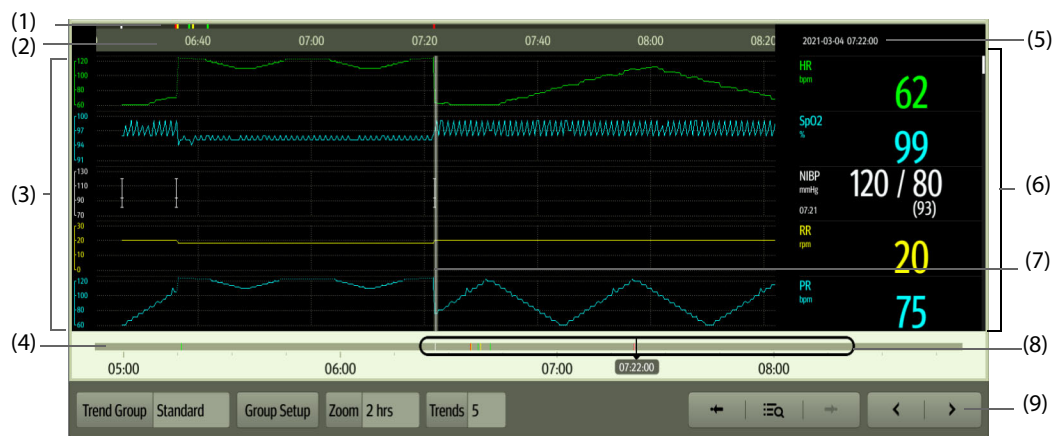 (1)
(2) 06:40 07:00 07:20 07:40 08:00 08:20 2021-03-04 07:22:00 (5)
(3)
120
100
80
60
100
97
94
91
130
110
90
70
30
20
10
0
120
100
80
60
HR
bpm
62
SpO2
%
99
NIBP
mmHg
120 / 80
07:21
(93)
RR
rpm
20
PR
bpm
75
(6)
(7)
(4)
(8)
05:00 06:00 07:00 07:22:00 08:00
Trend Group Standard Group Setup Zoom 2 hrs Trends 5
(9)